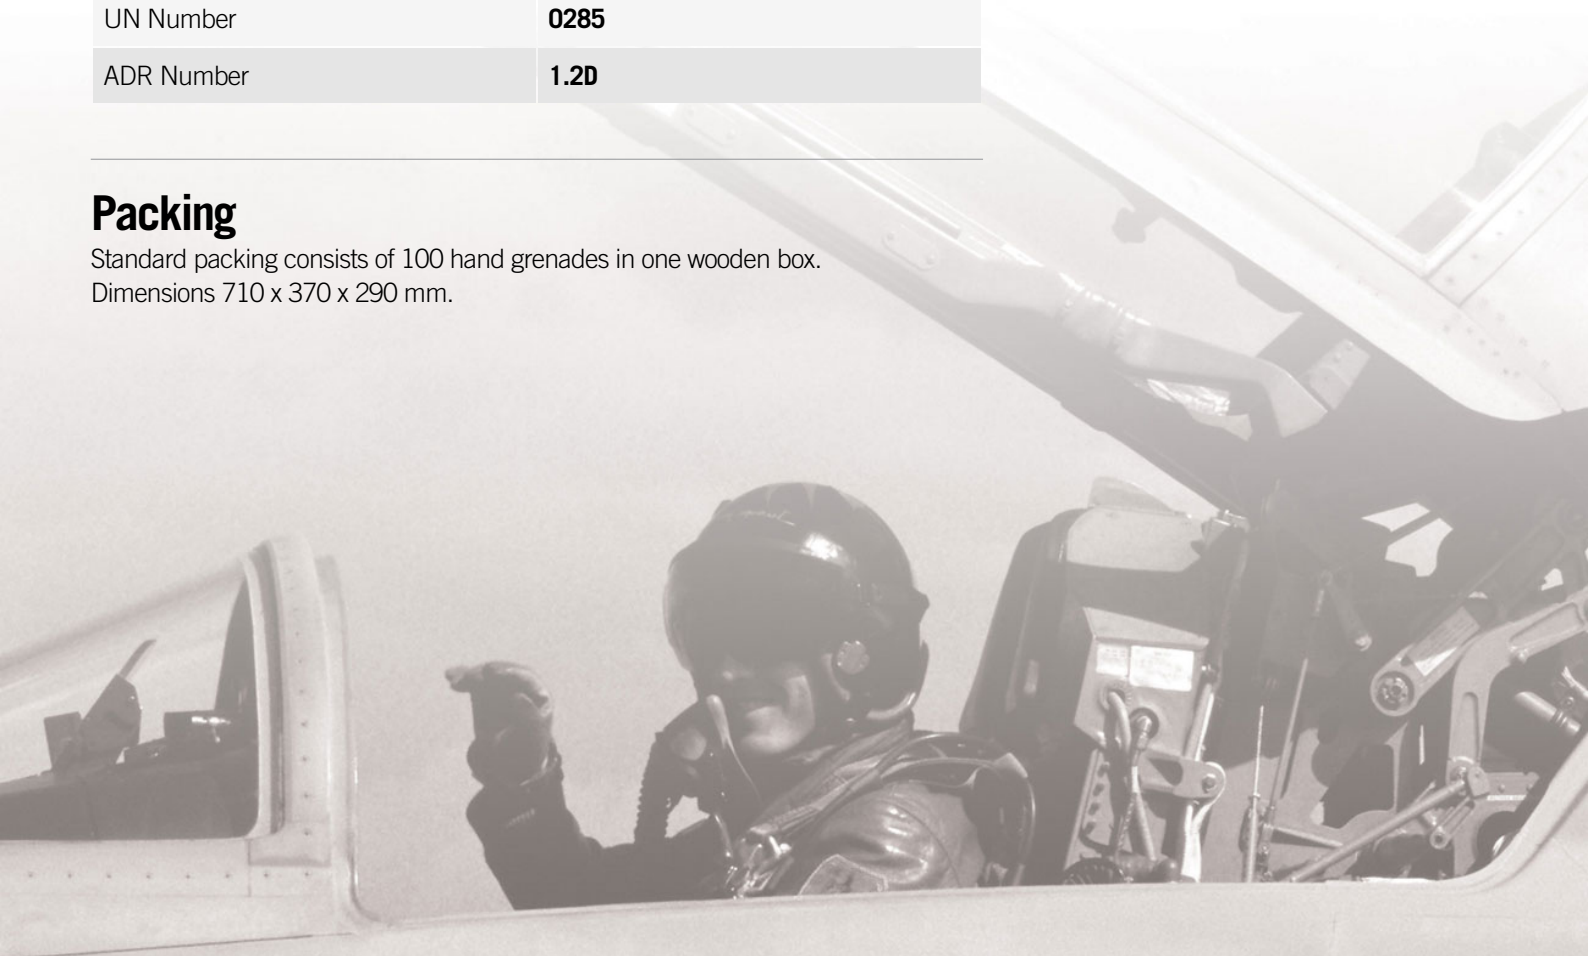 UN Number 0285
ADR Number 1.2D
Packing
Standard packing consists of 100 hand grenades in one wooden box.
Dimensions 710 x 370 x 290 mm.